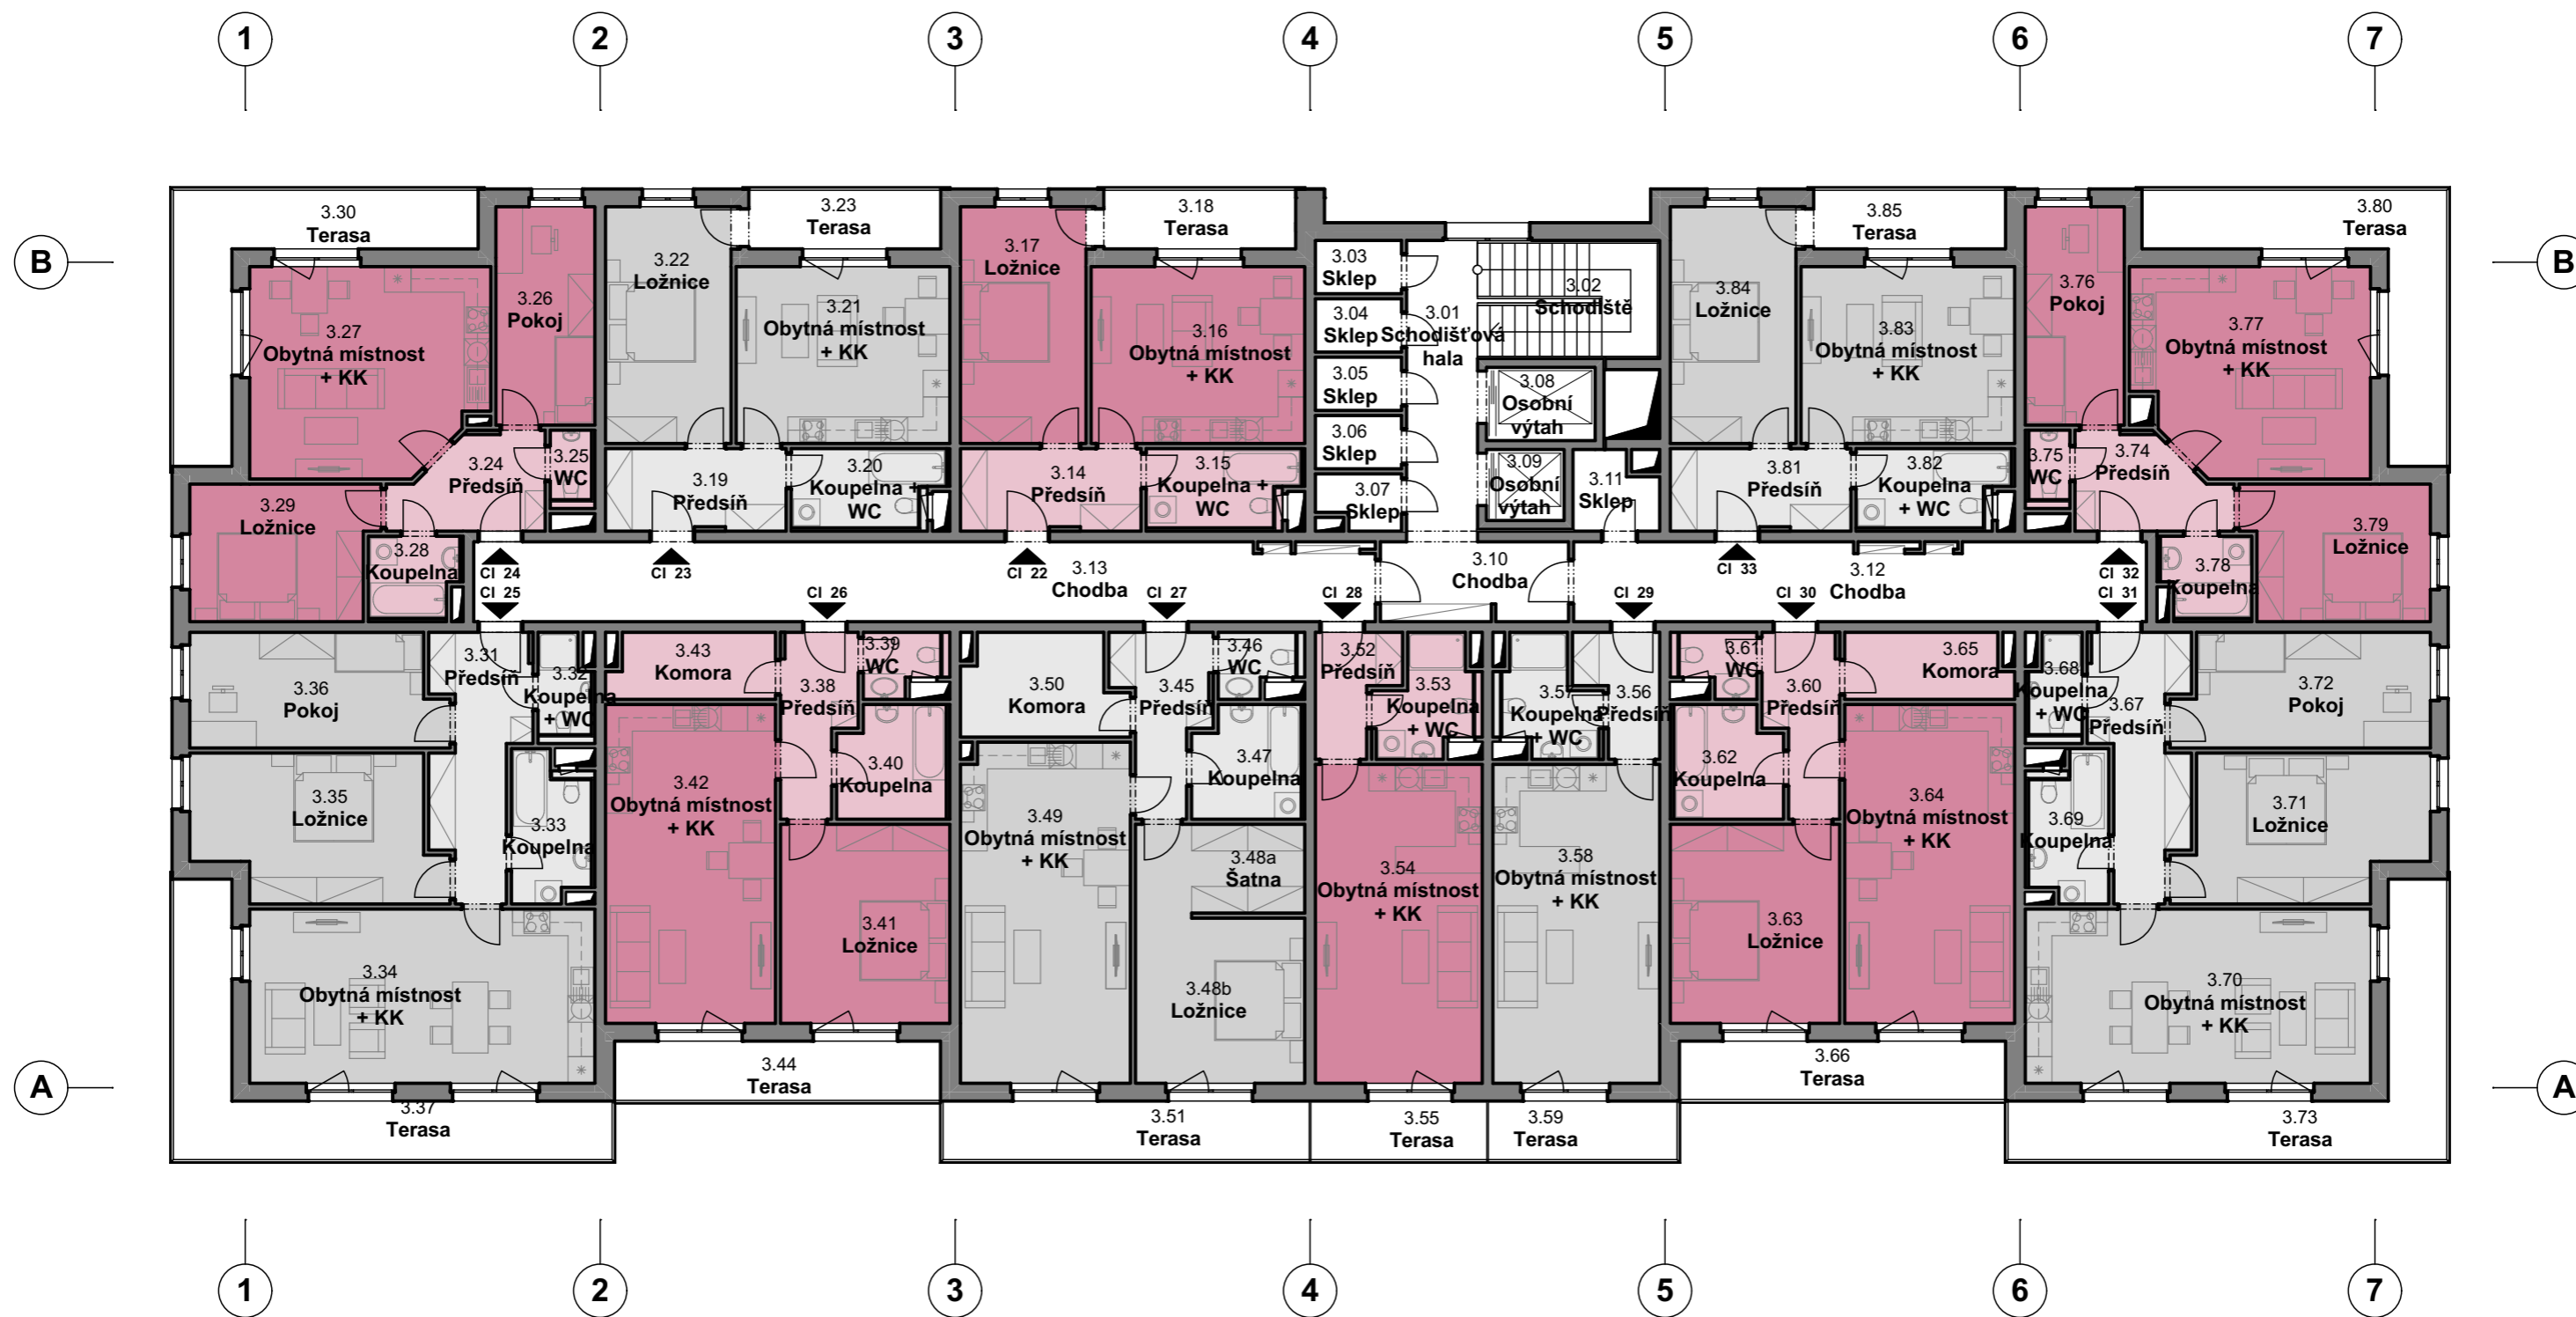 1
2
3
4
5
6
7
B
B
3.30
Terasa
3.23
Terasa
3.18
Terasa
3.85
Terasa
3.80
Terasa
3.26
Pokoj
3.22
Ložnice
3.17
Ložnice
3.03
Sklep
3.02
Schodiště
3.84
Ložnice
3.76
Pokoj
3.27
Obytná místnost
+ KK
3.21
Obytná místnost
+ KK
3.16
Obytná místnost
+ KK
3.04
Sklep
3.01
Schodišťová
hala
3.83
Obytná místnost
+ KK
3.77
Obytná místnost
+ KK
3.05
Sklep
3.08
Osobní
výtah
3.06
Sklep
3.24
Předsíň
3.25
WC
3.19
Předsíň
3.20
Koupelna +
WC
3.14
Předsíň
3.15
Koupelna +
WC
3.07
Sklep
3.09
Osobní
výtah
3.11
Sklep
3.81
Předsíň
3.82
Koupelna
+ WC
3.75
WC
3.74
Předsíň
3.29
Ložnice
3.28
Koupelna
3.79
Ložnice
3.78
Koupelna
CI 24
CI 25
CI 23
CI 22
3.13
Chodba
3.10
Chodba
CI 33
3.12
Chodba
CI 32
CI 31
CI 26
CI 27
CI 28
CI 29
CI 30
3.36
Pokoj
3.31
Předsíň
3.32
Koupelna
+ WC
3.43
Komora
3.38
Předsíň
3.39
WC
3.50
Komora
3.45
Předsíň
3.46
WC
3.52
Předsíň
3.53
Koupelna
+ WC
3.57
Koupelna
+ WC
3.56
Předsíň
3.61
WC
3.60
Předsíň
3.65
Komora
3.68
Koupelna
+ WC
3.67
Předsíň
3.72
Pokoj
3.35
Ložnice
3.33
Koupelna
3.42
Obytná místnost
+ KK
3.40
Koupelna
3.49
Obytná místnost
+ KK
3.47
Koupelna
3.48a
Šatna
3.54
Obytná místnost
+ KK
3.58
Obytná místnost
+ KK
3.62
Koupelna
3.64
Obytná místnost
+ KK
3.69
Koupelna
3.71
Ložnice
3.34
Obytná místnost
+ KK
3.41
Ložnice
3.48b
Ložnice
3.63
Ložnice
3.70
Obytná místnost
+ KK
A
A
3.37
Terasa
3.44
Terasa
3.51
Terasa
3.55
Terasa
3.59
Terasa
3.66
Terasa
3.73
Terasa
1
2
3
4
5
6
7